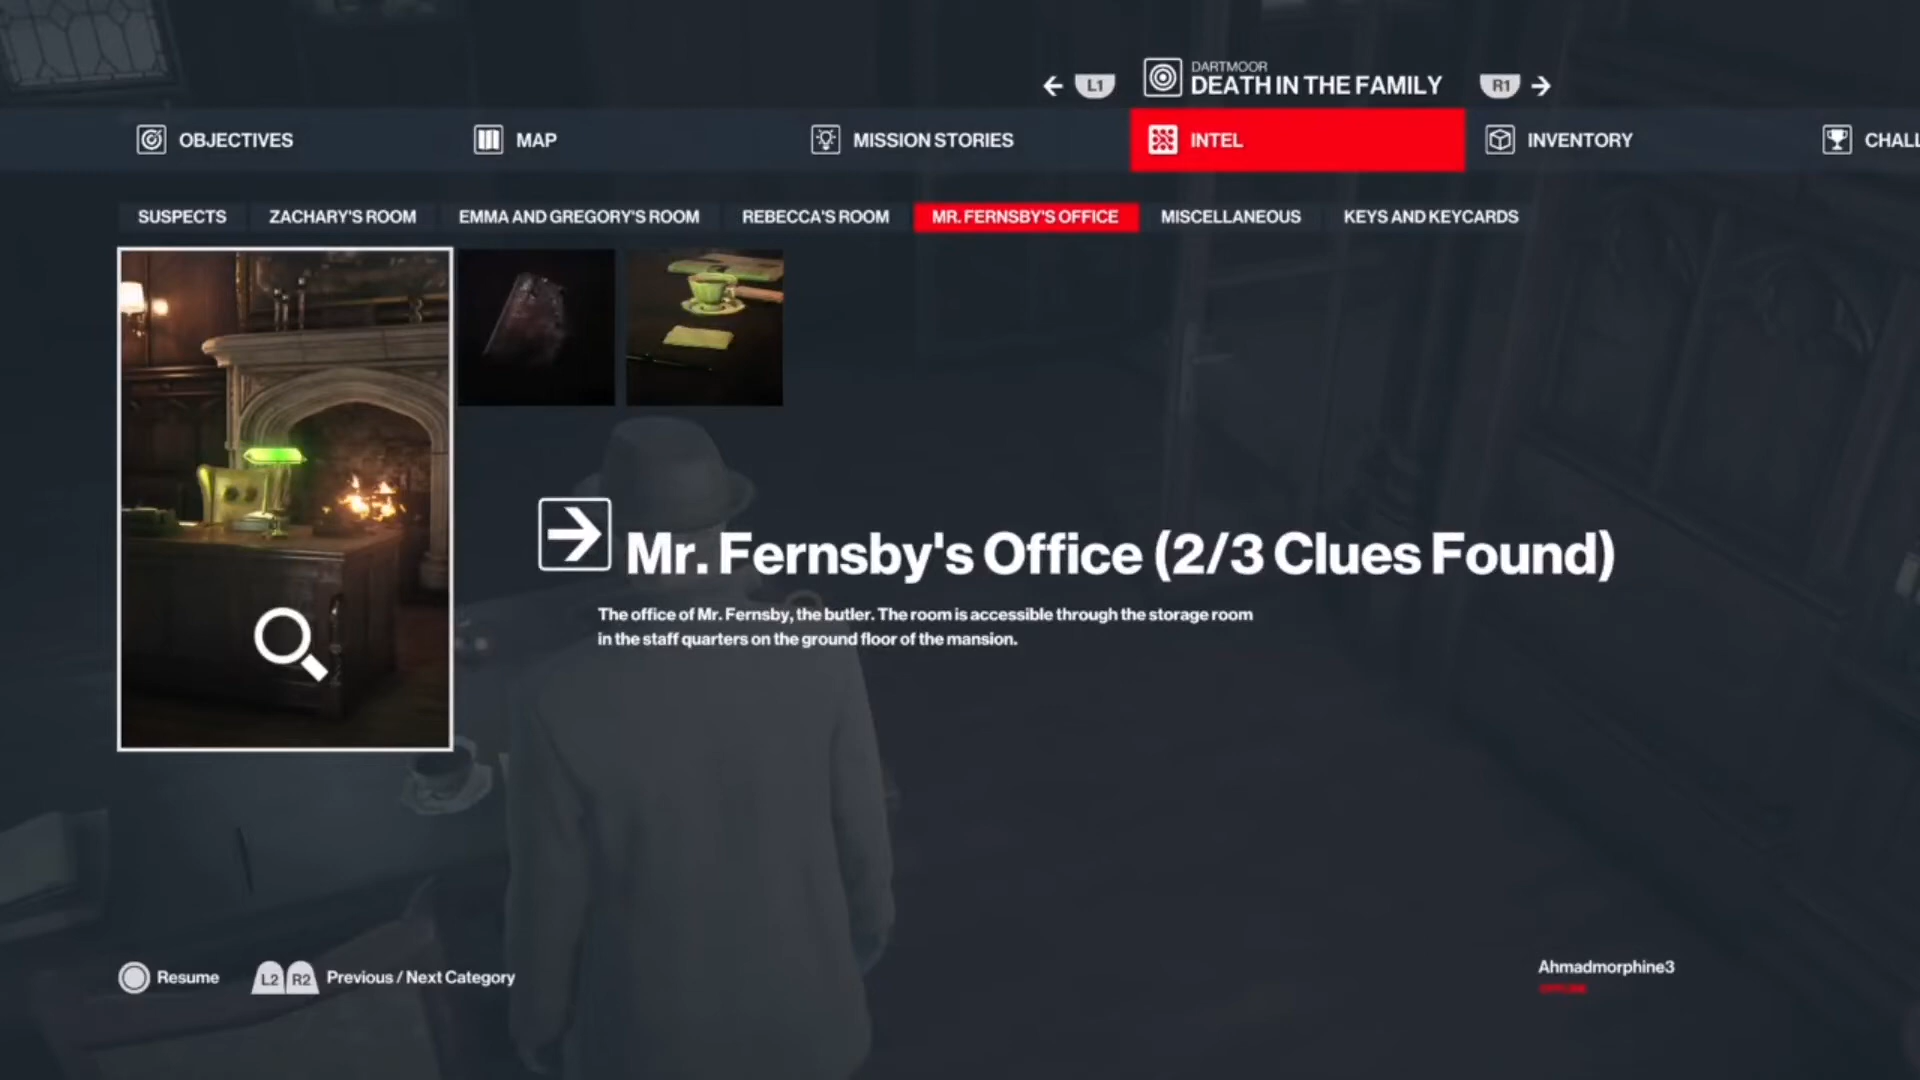 DARTMOOR
L1 DEATH IN THE FAMILY R1
OBJECTIVES MAP MISSION STORIES INTEL INVENTORY CHALL
SUSPECTS ZACHARY'S ROOM EMMA AND GREGORY'S ROOM REBECCA'S ROOM MR. FERNSBY'S OFFICE MISCELLANEOUS KEYS AND KEYCARDS
Mr. Fernsby's Office (2/3 Clues Found)
The office of Mr. Fernsby, the butler. The room is accessible through the storage room
in the staff quarters on the ground floor of the mansion.
Resume L2 R2 Previous / Next Category
Ahmadmorphine3
OFFLINE